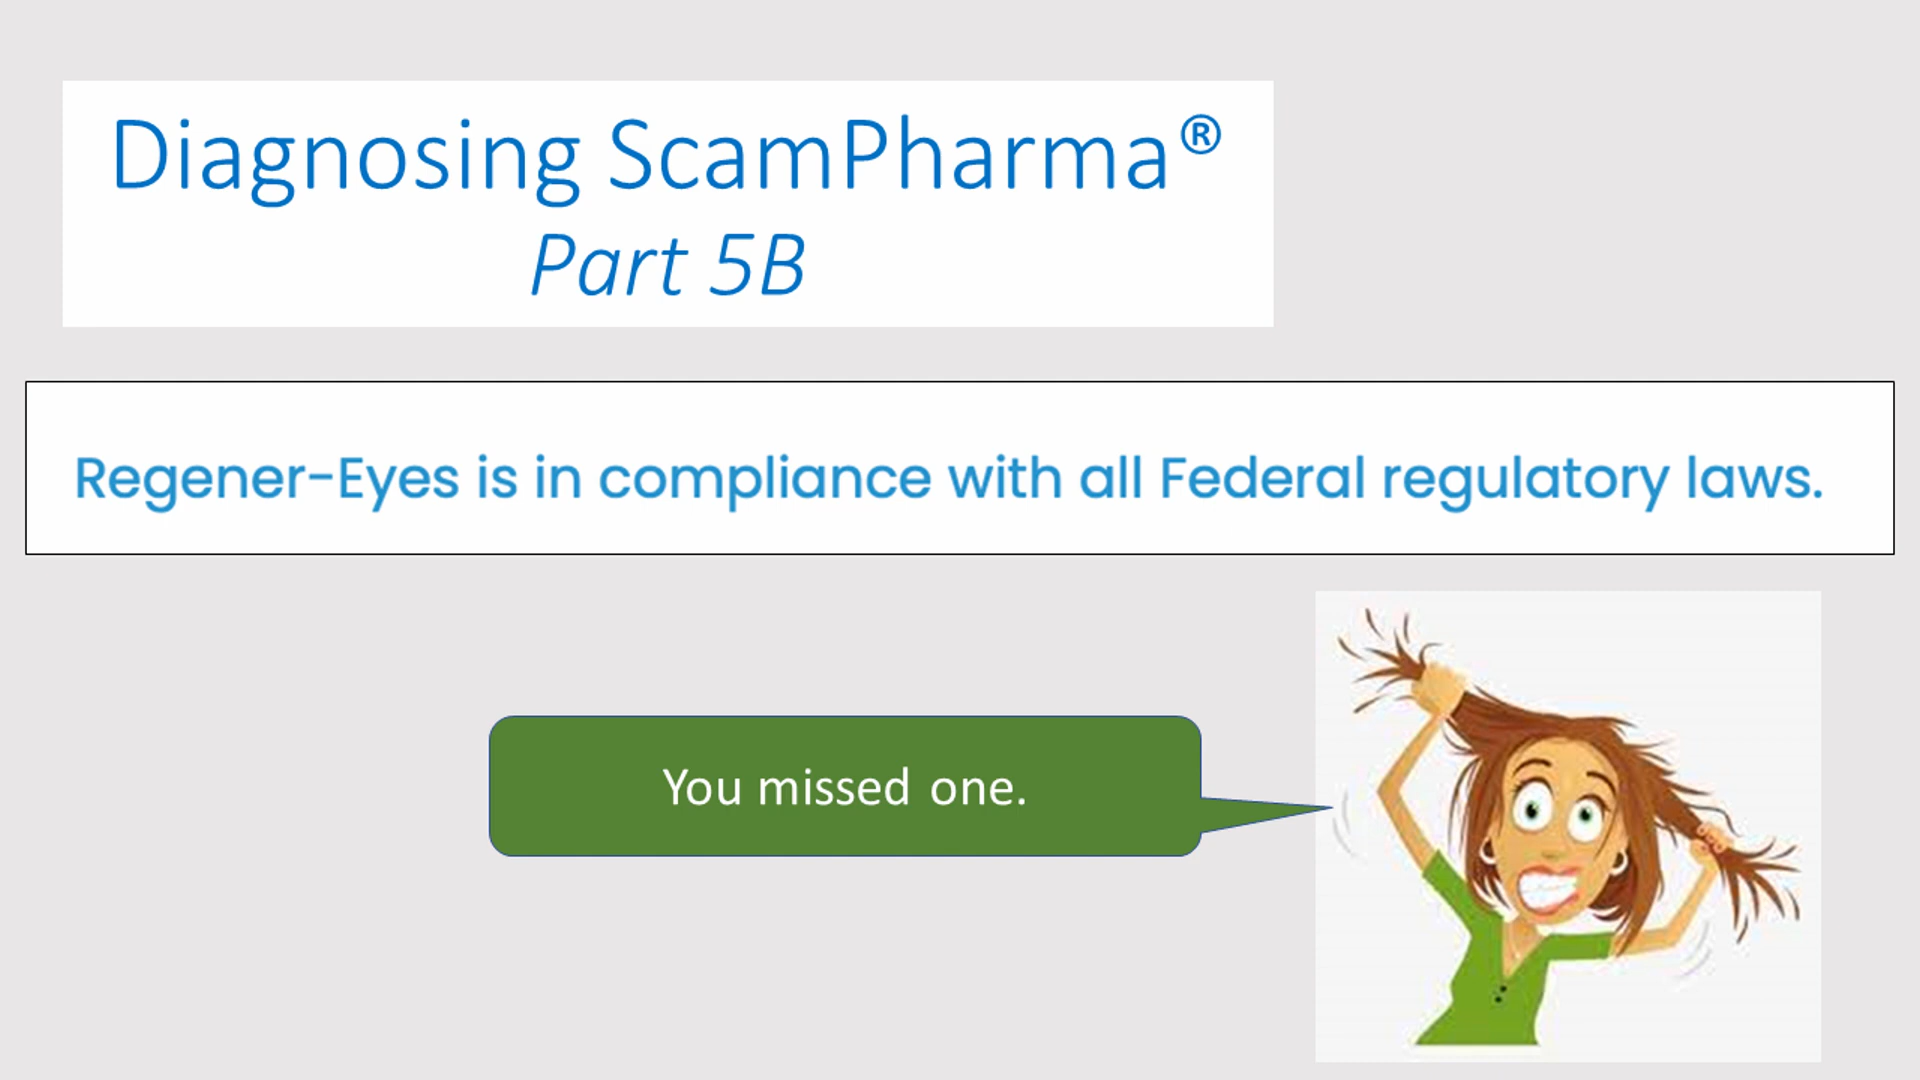 Diagnosing ScamPharma®
Part 5B
Regener-Eyes is in compliance with all Federal regulatory laws.
You missed one.